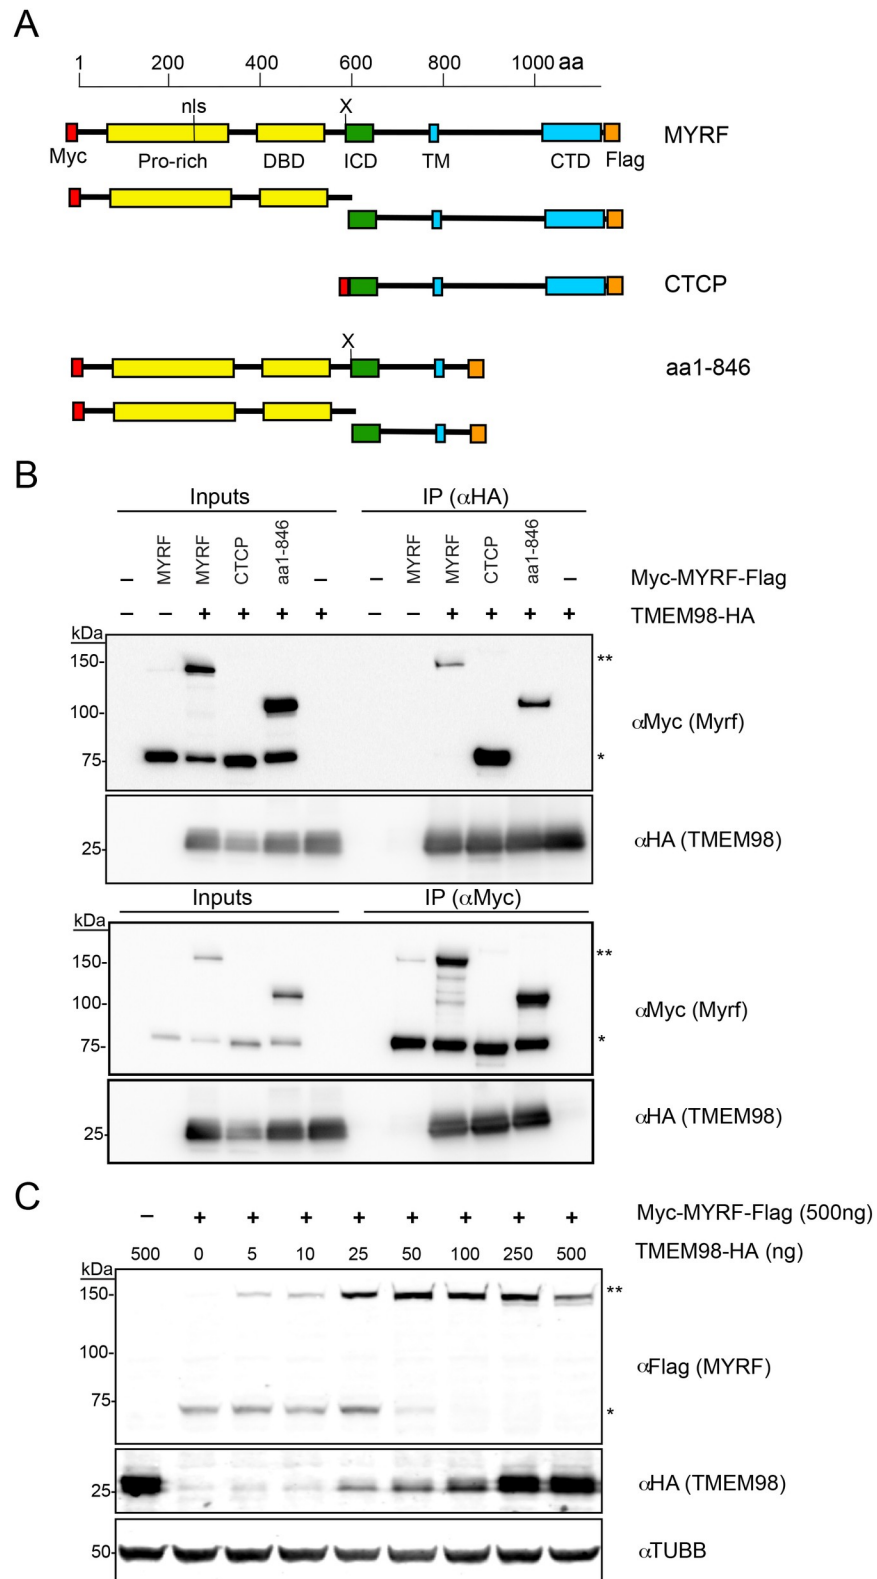 A
1 200 400 600 800 1000 aa
nls X
MYRF
Myc Pro-rich DBD ICD TM CTD Flag
CTCP
X
aa1-846
B
Inputs IP (αHA)
– MYRF MYRF CTCP aa1-846 – – MYRF MYRF CTCP aa1-846 – Myc-MYRF-Flag
– – + + + + – – + + + + TMEM98-HA
kDa
150- **
100- αMyc (Myrf)
75- *
25- αHA (TMEM98)
Inputs IP (αMyc)
kDa
150- **
100- αMyc (Myrf)
75- *
25- αHA (TMEM98)
C
– + + + + + + + + Myc-MYRF-Flag (500ng)
500 0 5 10 25 50 100 250 500 TMEM98-HA (ng)
kDa
150- **
100- αFlag (MYRF)
75- *
25- αHA (TMEM98)
50- αTUBB